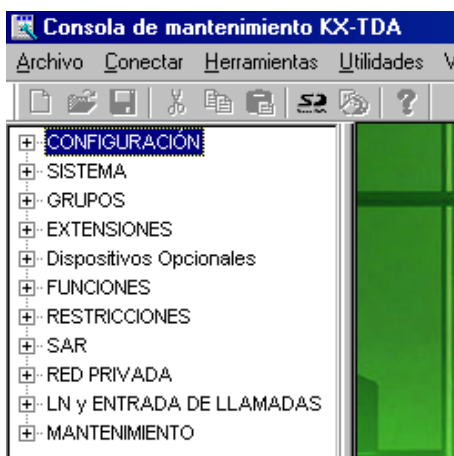 Consola de mantenimiento KX-TDA
Archivo Conectar Herramientas Utilidades V
CONFIGURACIÓN
SISTEMA
GRUPOS
EXTENSIONES
Dispositivos Opcionales
FUNCIONES
RESTRICCIONES
SAR
RED PRIVADA
LN y ENTRADA DE LLAMADAS
MANTENIMIENTO